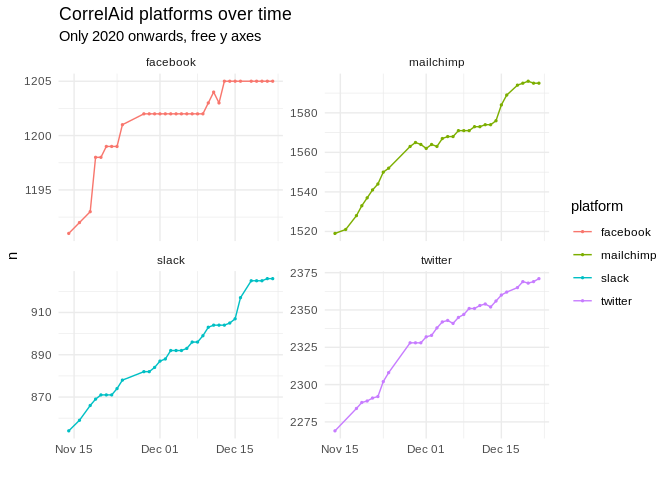 CorrelAid platforms over time
Only 2020 onwards, free y axes
facebook
mailchimp
1205
1200
1195
1580
1560
1540
1520
n
slack
twitter
910
890
870
2375
2350
2325
2300
2275
Nov 15
Dec 01
Dec 15
Nov 15
Dec 01
Dec 15
platform
facebook
mailchimp
slack
twitter